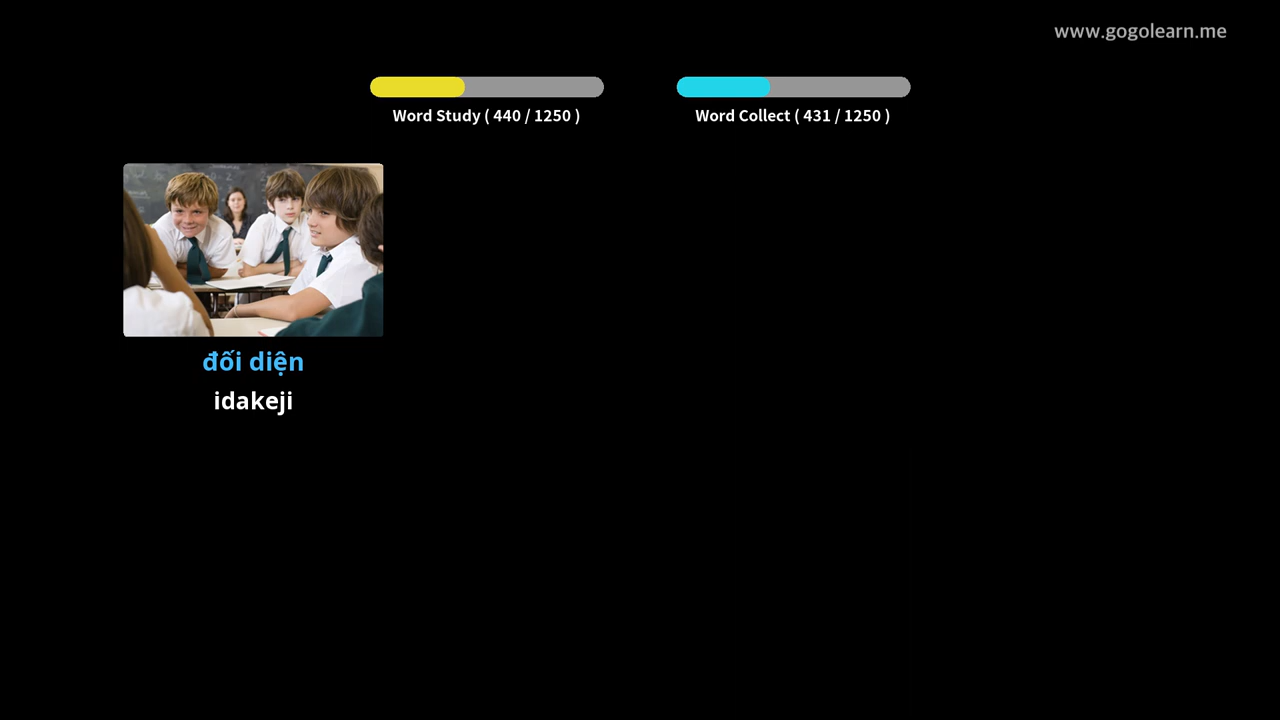 www.gogolearn.me
Word Study ( 440 / 1250 )
Word Collect ( 431 / 1250 )
đối diện
idakeji